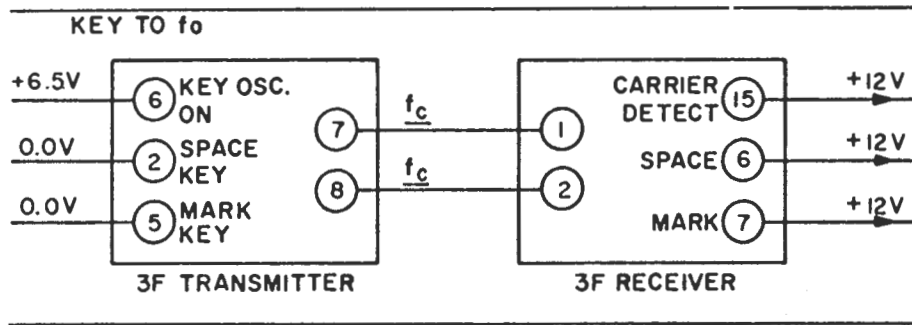 KEY TO fo
+6.5V
6
KEY OSC.
ON
0.0V
2
SPACE
KEY
0.0V
5
MARK
KEY
7
fc
1
8
fc
2
CARRIER
DETECT
15
+12V
SPACE
6
+12V
MARK
7
+12V
3F TRANSMITTER
3F RECEIVER